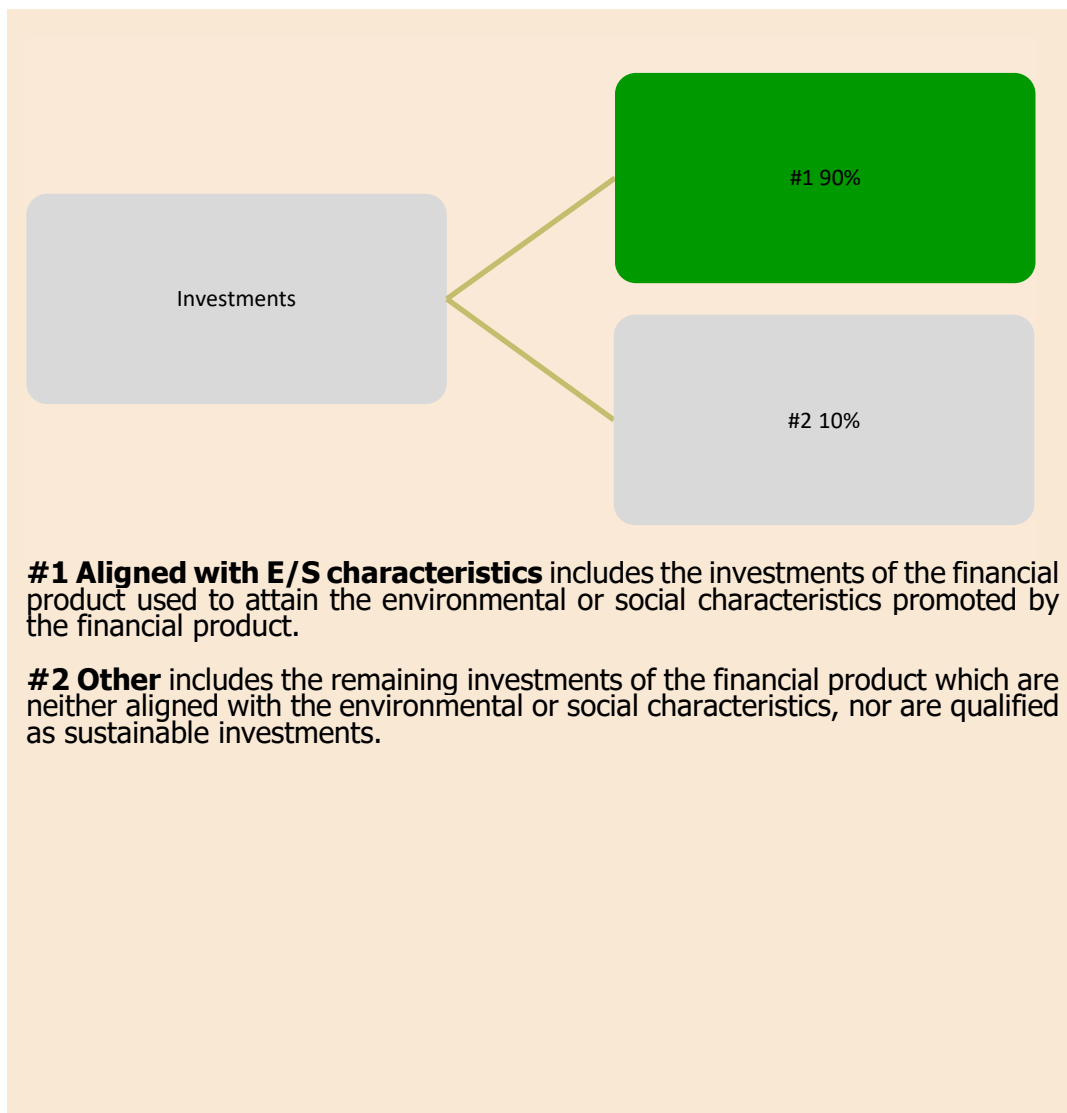 #1 90%
Investments
#2 10%
#1 Aligned with E/S characteristics includes the investments of the financial
product used to attain the environmental or social characteristics promoted by
the financial product.
#2 Other includes the remaining investments of the financial product which are
neither aligned with the environmental or social characteristics, nor are qualified
as sustainable investments.